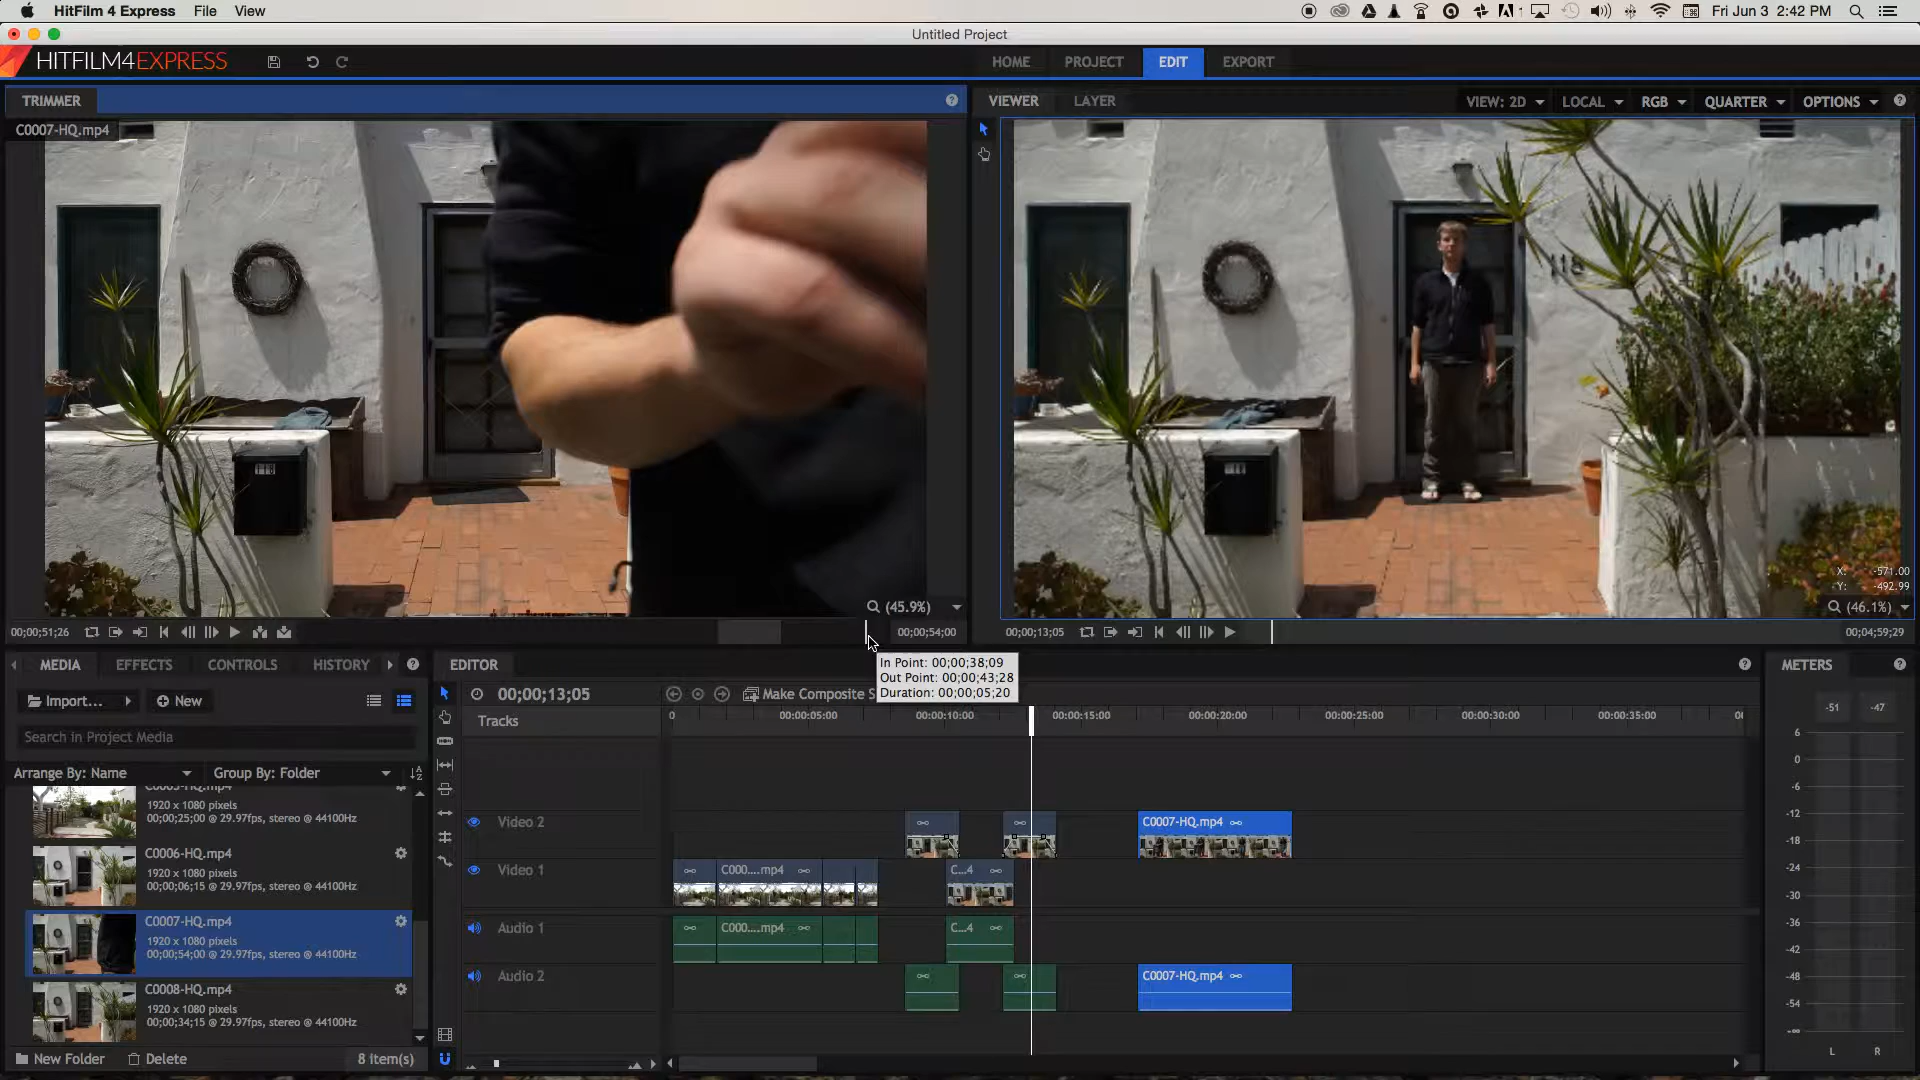 HitFilm 4 Express File View
Fri Jun 3 2:42 PM
Untitled Project
HITFILM4EXPRESS
HOME PROJECT EDIT EXPORT
TRIMMER
VIEWER LAYER
VIEW: 2D LOCAL RGB QUARTER OPTIONS
C0007-HQ.mp4
118
118
X: -571.00
Y: -492.99
(45.9%)
(46.1%)
00;00;51;26
00;00;54;00
00;00;13;05
00;04;59;29
In Point: 00;00;38;09
Out Point: 00;00;43;28
Duration: 00;00;05;20
MEDIA EFFECTS CONTROLS HISTORY
EDITOR
METERS
Import... New
00;00;13;05
Make Composite S
-51 -47
Search in Project Media
Tracks
0 00:00:05:00 00:00:10:00 00:00:15:00 00:00:20:00 00:00:25:00 00:00:30:00 00:00:35:00
Arrange By: Name Group By: Folder
1920 x 1080 pixels
00;00;25;00 @ 29.97fps, stereo @ 44100Hz
C0006-HQ.mp4
1920 x 1080 pixels
00;00;06;15 @ 29.97fps, stereo @ 44100Hz
C0007-HQ.mp4
1920 x 1080 pixels
00;00;54;00 @ 29.97fps, stereo @ 44100Hz
C0008-HQ.mp4
1920 x 1080 pixels
00;00;34;15 @ 29.97fps, stereo @ 44100Hz
New Folder Delete 8 item(s)
Video 2
C0007-HQ.mp4
Video 1
C000....mp4
C...4
Audio 1
C000....mp4
C...4
Audio 2
C0007-HQ.mp4
6
0
-6
-12
-18
-24
-30
-36
-42
-48
-54
-∞
L R